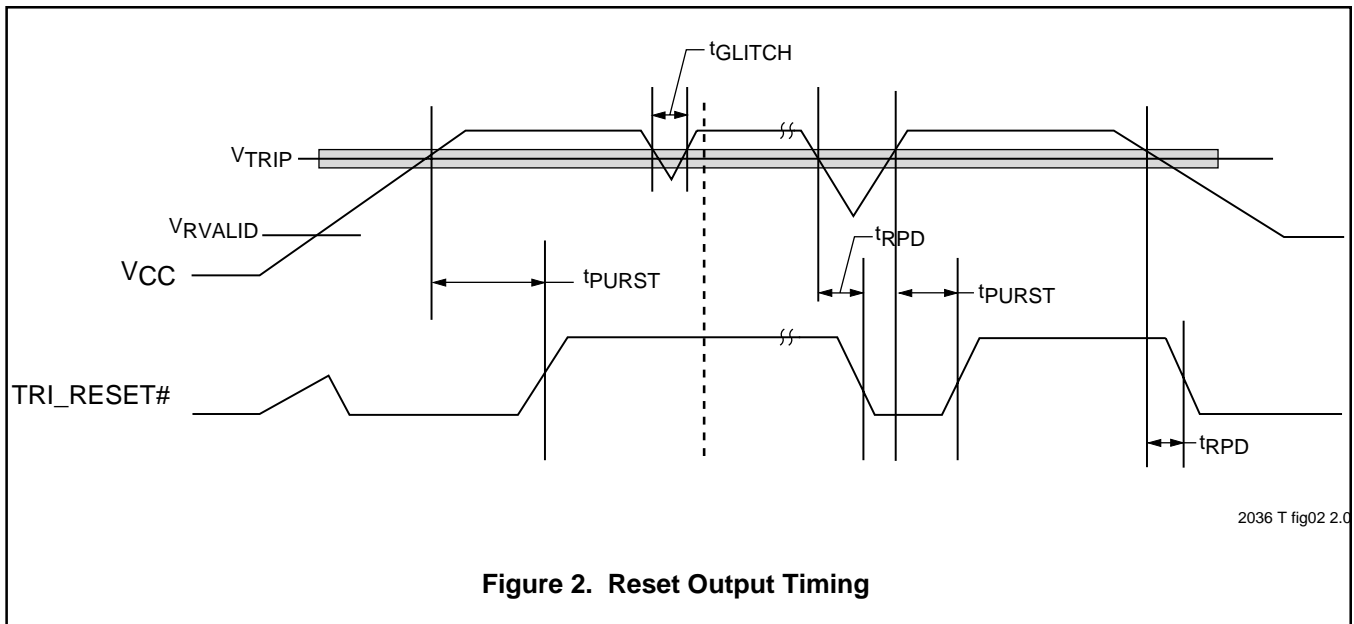 tGLITCH
VTRIP
VRVALID
tRPD
VCC
tPURST
tPURST
TRI_RESET#
tRPD
2036 T fig02 2.0
Figure 2. Reset Output Timing